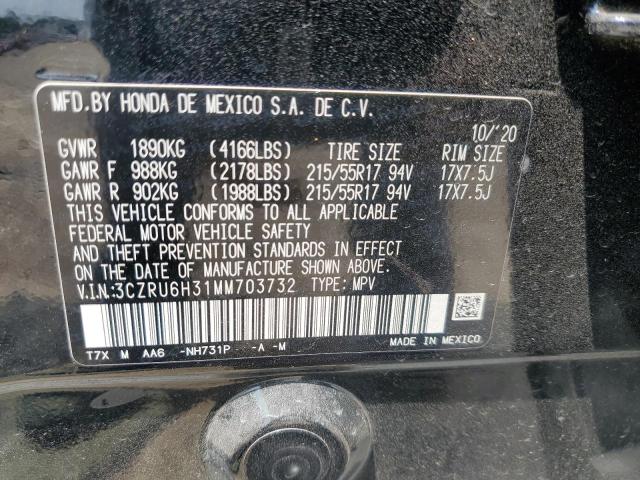 MFD.BY HONDA DE MEXICO S.A. DE C.V.
10/'20
GVWR 1890KG (4166LBS) TIRE SIZE RIM SIZE
GAWR F 988KG (2178LBS) 215/55R17 94V 17X7.5J
GAWR R 902KG (1988LBS) 215/55R17 94V 17X7.5J
THIS VEHICLE CONFORMS TO ALL APPLICABLE
FEDERAL MOTOR VEHICLE SAFETY
AND THEFT PREVENTION STANDARDS IN EFFECT
ON THE DATE OF MANUFACTURE SHOWN ABOVE.
V.I.N:3CZRU6H31MM703732 TYPE: MPV
T7X M AA6 -NH731P -A -M
MADE IN MEXICO